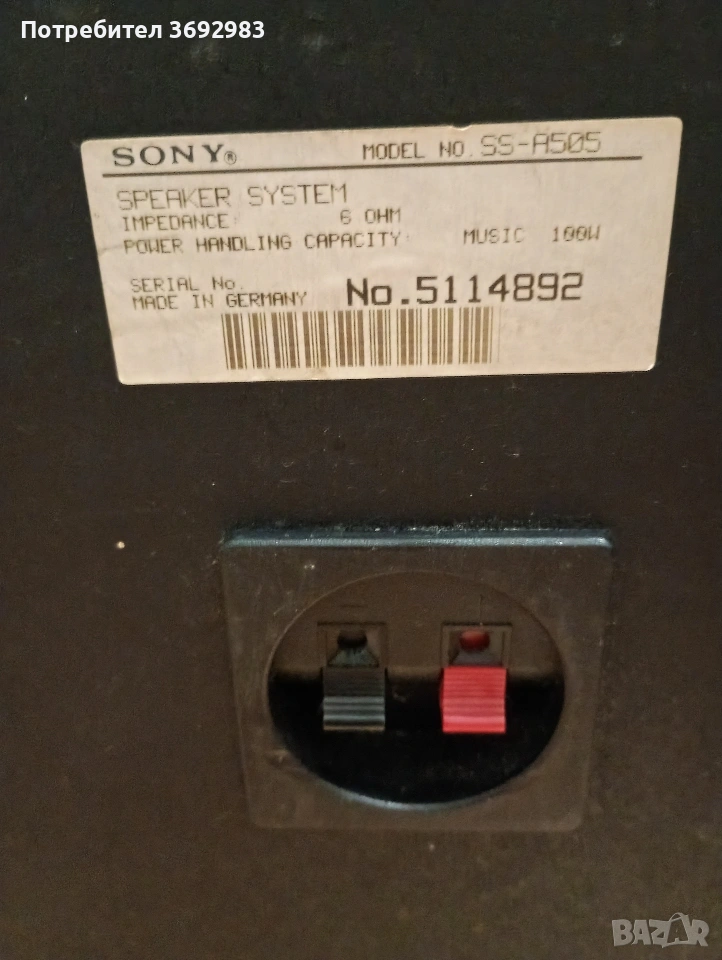 Потребител 3692983
SONY® MODEL NO. SS-A505
SPEAKER SYSTEM
IMPEDANCE: 6 OHM
POWER HANDLING CAPACITY: MUSIC 100W
SERIAL No.
MADE IN GERMANY No.5114892
− +
BAZAR